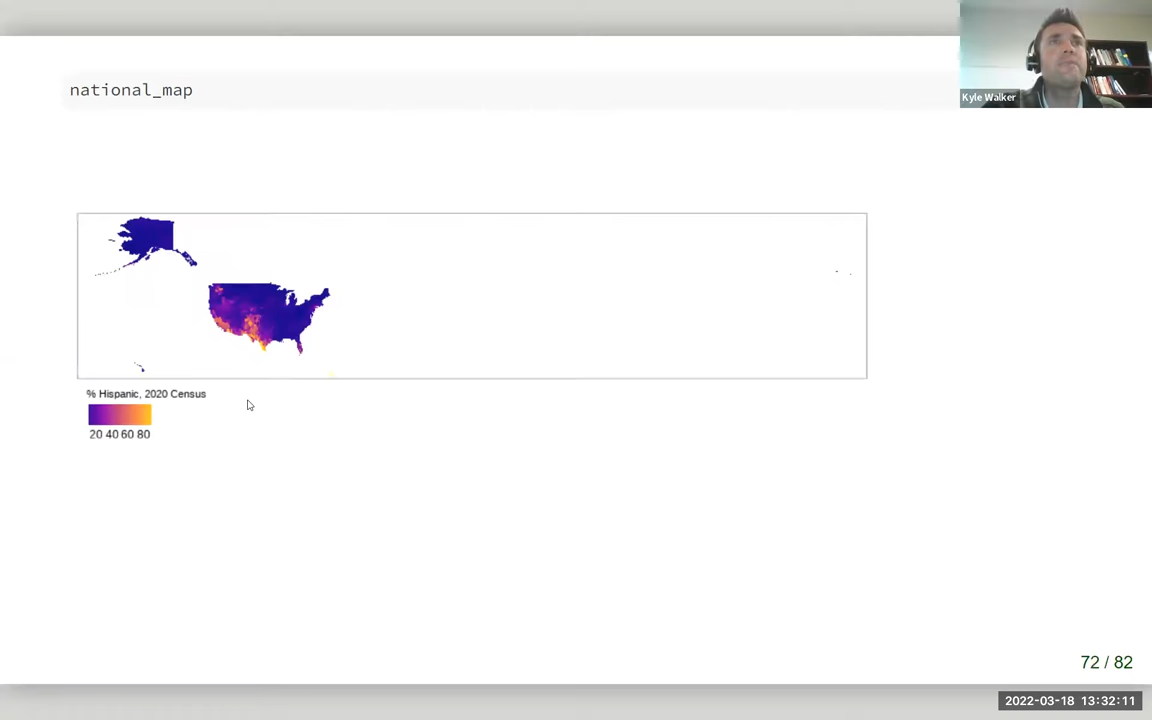 national_map
Kyle Walker
% Hispanic, 2020 Census
20 40 60 80
72 / 82
2022-03-18 13:32:11